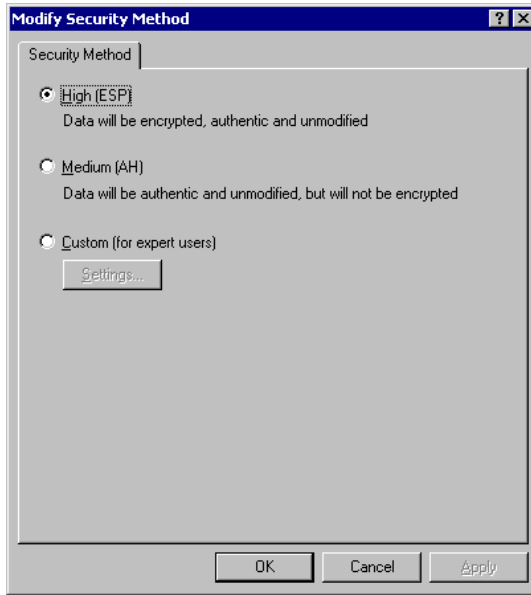 Modify Security Method
Security Method
High (ESP)
Data will be encrypted, authentic and unmodified
Medium (AH)
Data will be authentic and unmodified, but will not be encrypted
Custom (for expert users)
Settings...
OK Cancel Apply